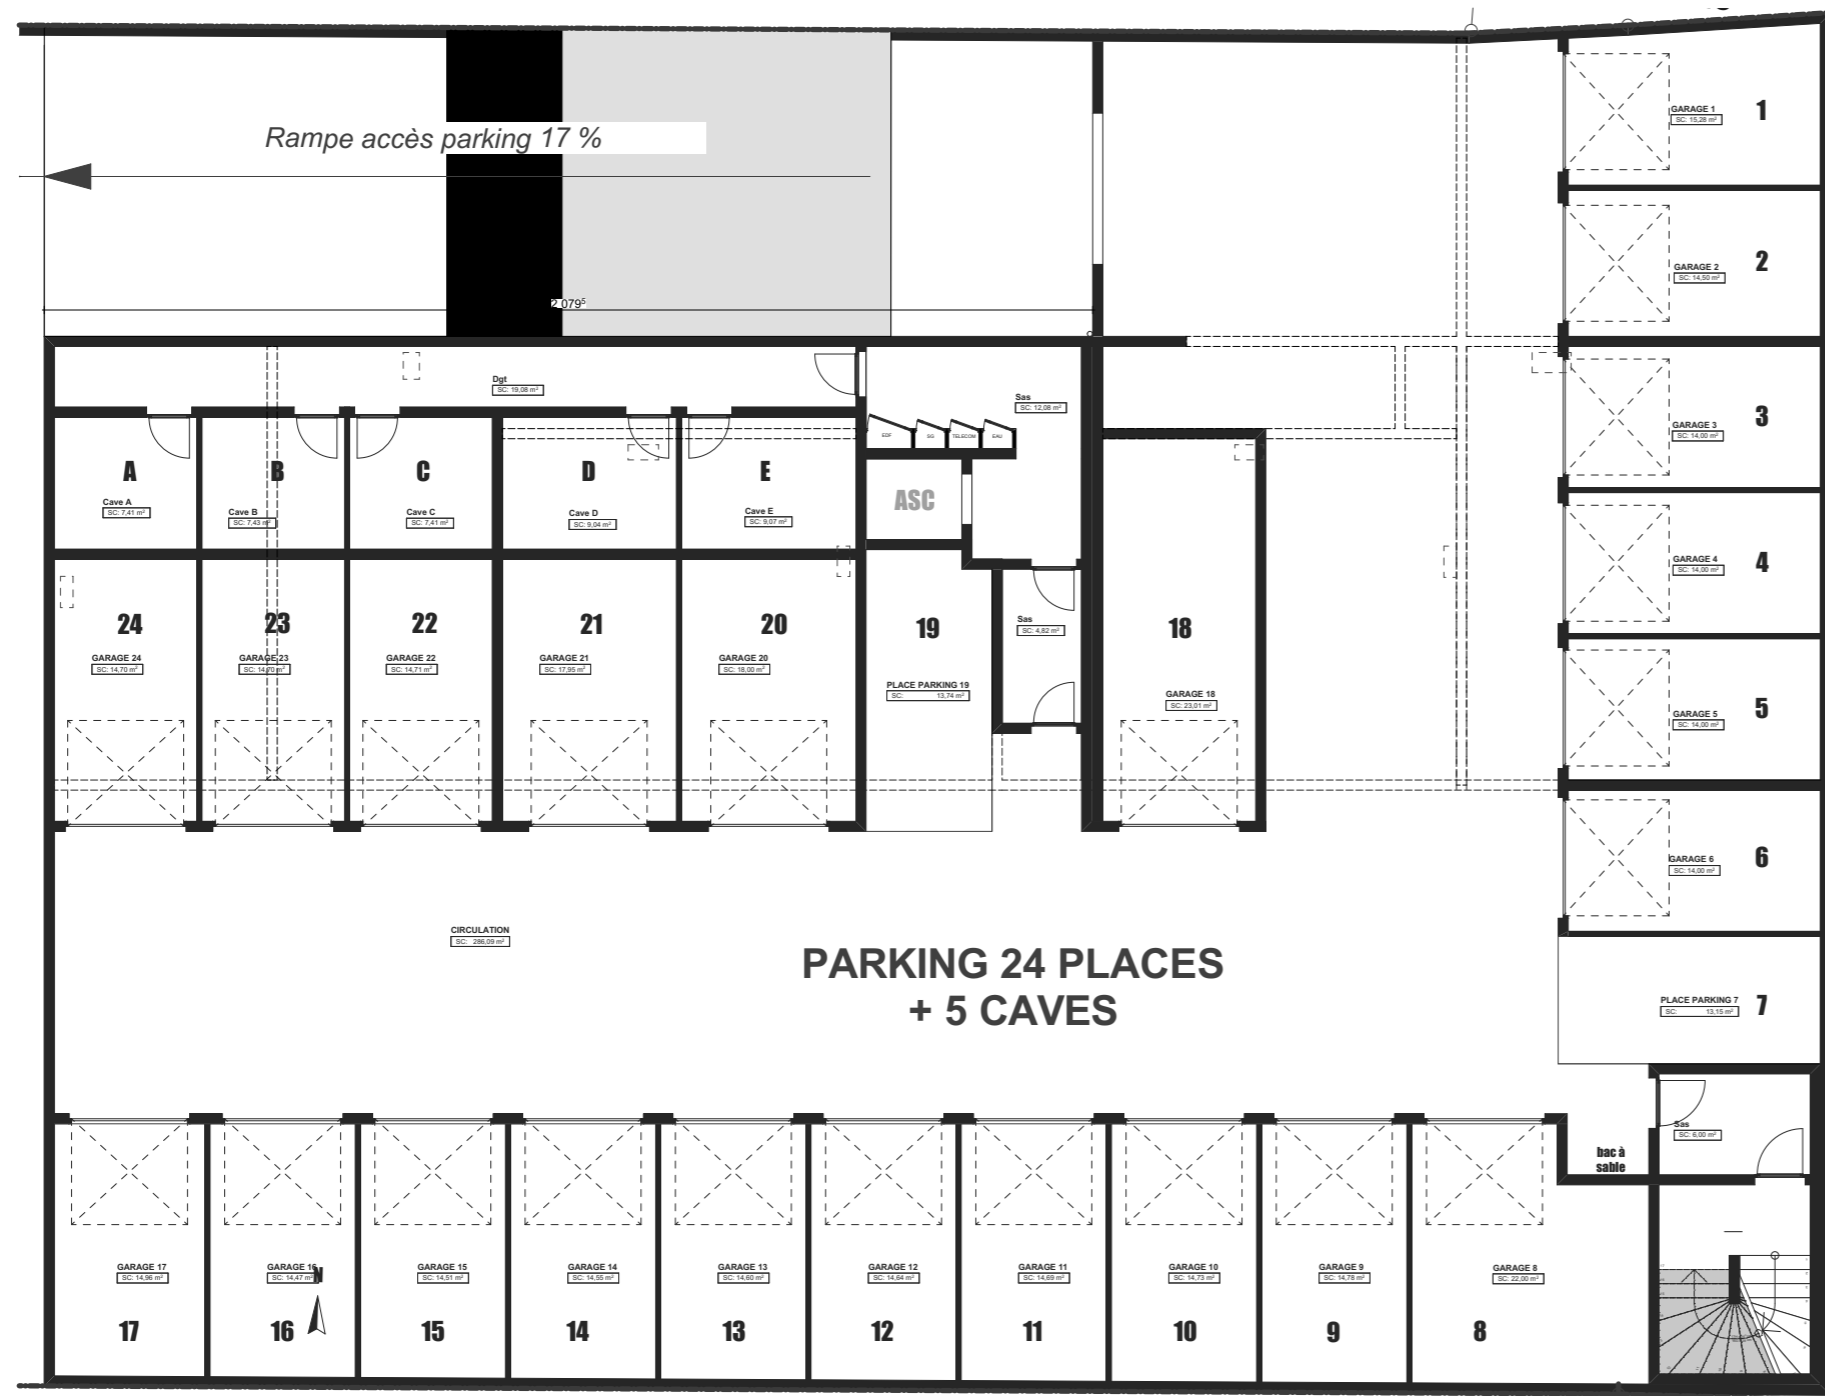 Rampe accès parking 17 %
2 079⁵
GARAGE 1
SC: 15,28 m²
1
GARAGE 2
SC: 14,50 m²
2
GARAGE 3
SC: 14,00 m²
3
GARAGE 4
SC: 14,00 m²
4
GARAGE 5
SC: 14,00 m²
5
GARAGE 6
SC: 14,00 m²
6
PLACE PARKING 7
SC: 13,15 m²
7
Dgt
SC: 19,08 m²
Sas
SC: 12,08 m²
EDF
SG
TELECOM
EAU
ASC
A
Cave A
SC: 7,41 m²
B
Cave B
SC: 7,43 m²
C
Cave C
SC: 7,41 m²
D
Cave D
SC: 9,04 m²
E
Cave E
SC: 9,07 m²
24
GARAGE 24
SC: 14,70 m²
23
GARAGE 23
SC: 14,70 m²
22
GARAGE 22
SC: 14,71 m²
21
GARAGE 21
SC: 17,95 m²
20
GARAGE 20
SC: 18,00 m²
19
PLACE PARKING 19
SC: 13,74 m²
Sas
SC: 4,82 m²
18
GARAGE 18
SC: 23,01 m²
CIRCULATION
SC: 286,09 m²
PARKING 24 PLACES
+ 5 CAVES
Sas
SC: 6,00 m²
bac à
sable
GARAGE 17
SC: 14,96 m²
17
GARAGE 16
SC: 14,47 m²
N
16
GARAGE 15
SC: 14,51 m²
15
GARAGE 14
SC: 14,55 m²
14
GARAGE 13
SC: 14,60 m²
13
GARAGE 12
SC: 14,64 m²
12
GARAGE 11
SC: 14,69 m²
11
GARAGE 10
SC: 14,73 m²
10
GARAGE 9
SC: 14,78 m²
9
GARAGE 8
SC: 22,00 m²
8